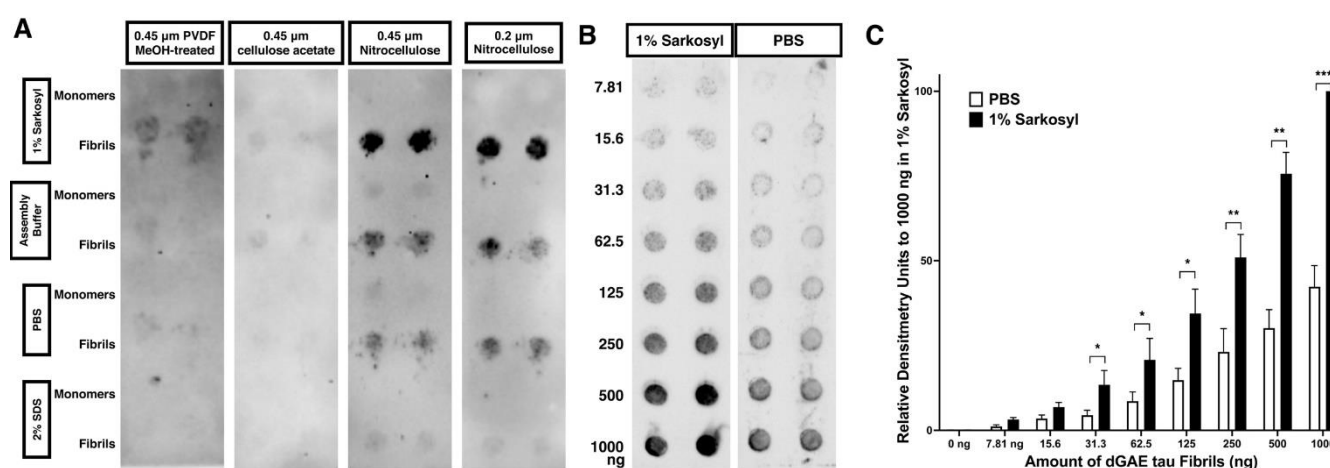 A
0.45 µm PVDF
MeOH-treated
0.45 µm
cellulose acetate
0.45 µm
Nitrocellulose
0.2 µm
Nitrocellulose
1% Sarkosyl
Monomers
Fibrils
Assembly
Buffer
Monomers
Fibrils
PBS
Monomers
Fibrils
2% SDS
Monomers
Fibrils
B
1% Sarkosyl
PBS
7.81
15.6
31.3
62.5
125
250
500
1000
ng
C
Relative Densitmetry Units to 1000 ng in 1% Sarkosyl
100
50
0
PBS
1% Sarkosyl
*
*
*
**
**
***
0 ng
7.81 ng
15.6
31.3
62.5
125
250
500
1000
Amount of dGAE tau Fibrils (ng)